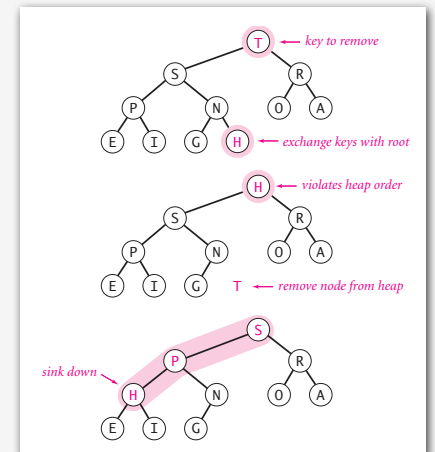 T key to remove
S R
P N O A
E I G H exchange keys with root
H violates heap order
S R
P N O A
E I G T remove node from heap
S
P R
sink down
H N O A
E I G